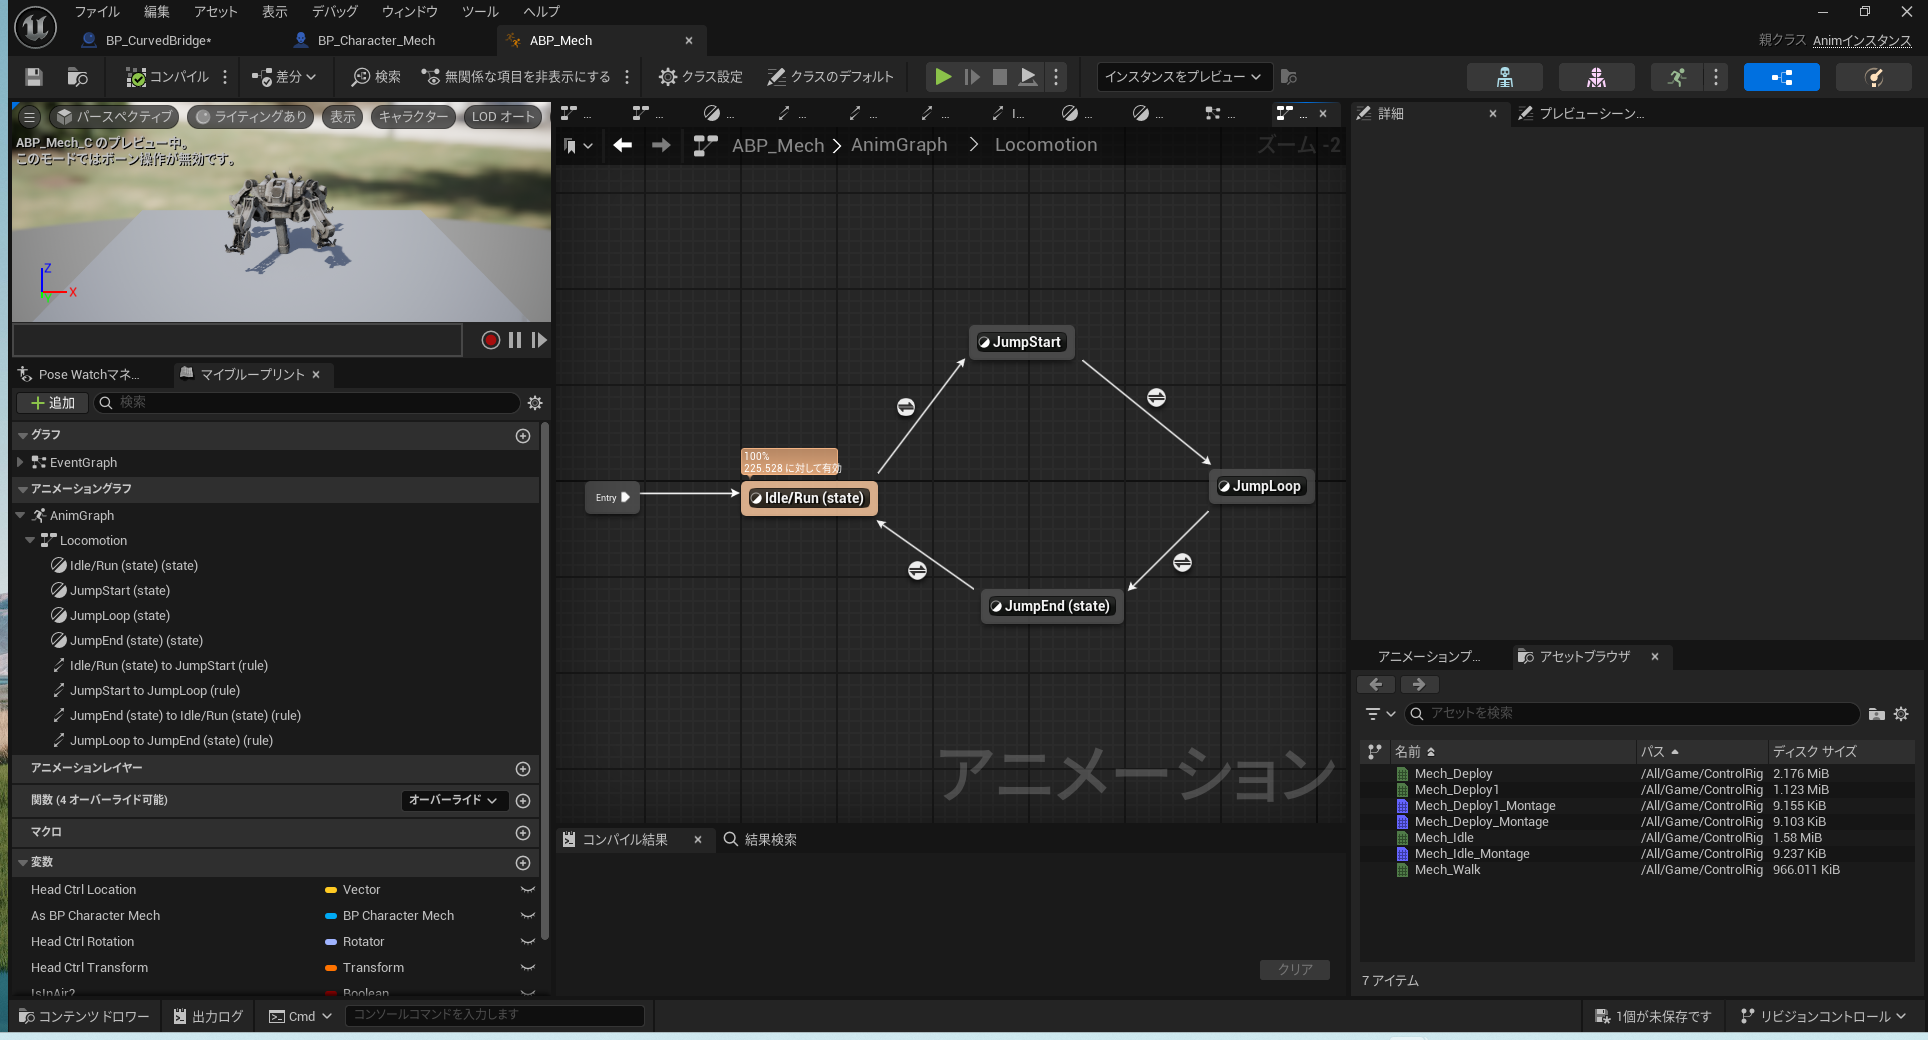 ファイル 編集 アセット 表示 デバッグ ウィンドウ ツール ヘルプ
BP_CurvedBridge* BP_Character_Mech ABP_Mech
親クラス Animインスタンス
コンパイル 差分 検索 無関係な項目を非表示にする クラス設定 クラスのデフォルト インスタンスをプレビュー
パースペクティブ ライティングあり 表示 キャラクター LOD オート
ABP_Mech_C のプレビュー中。
このモードではボーン操作が無効です。
Z
X
... ... ... ... ... ... I... ... ... ... ...
ABP_Mech AnimGraph Locomotion
ズーム -2
詳細 プレビューシーン...
Pose Watchマネ... マイブループリント
追加 検索
グラフ
EventGraph
アニメーショングラフ
AnimGraph
Locomotion
Idle/Run (state) (state)
JumpStart (state)
JumpLoop (state)
JumpEnd (state) (state)
Idle/Run (state) to JumpStart (rule)
JumpStart to JumpLoop (rule)
JumpEnd (state) to Idle/Run (state) (rule)
JumpLoop to JumpEnd (state) (rule)
アニメーションレイヤー
関数 (4 オーバーライド可能) オーバーライド
マクロ
変数
Head Ctrl Location Vector
As BP Character Mech BP Character Mech
Head Ctrl Rotation Rotator
Head Ctrl Transform Transform
IsInAir? Boolean
JumpStart
100%
225.528 に対して有効
Entry
Idle/Run (state)
JumpLoop
JumpEnd (state)
アニメーション
コンパイル結果 結果検索
クリア
アニメーションプ... アセットブラウザ
アセットを検索
名前 パス ディスク サイズ
Mech_Deploy /All/Game/ControlRig 2.176 MiB
Mech_Deploy1 /All/Game/ControlRig 1.123 MiB
Mech_Deploy1_Montage /All/Game/ControlRig 9.155 KiB
Mech_Deploy_Montage /All/Game/ControlRig 9.103 KiB
Mech_Idle /All/Game/ControlRig 1.58 MiB
Mech_Idle_Montage /All/Game/ControlRig 9.237 KiB
Mech_Walk /All/Game/ControlRig 966.011 KiB
7 アイテム
コンテンツ ドロワー 出力ログ Cmd コンソールコマンドを入力します 1個が未保存です リビジョンコントロール